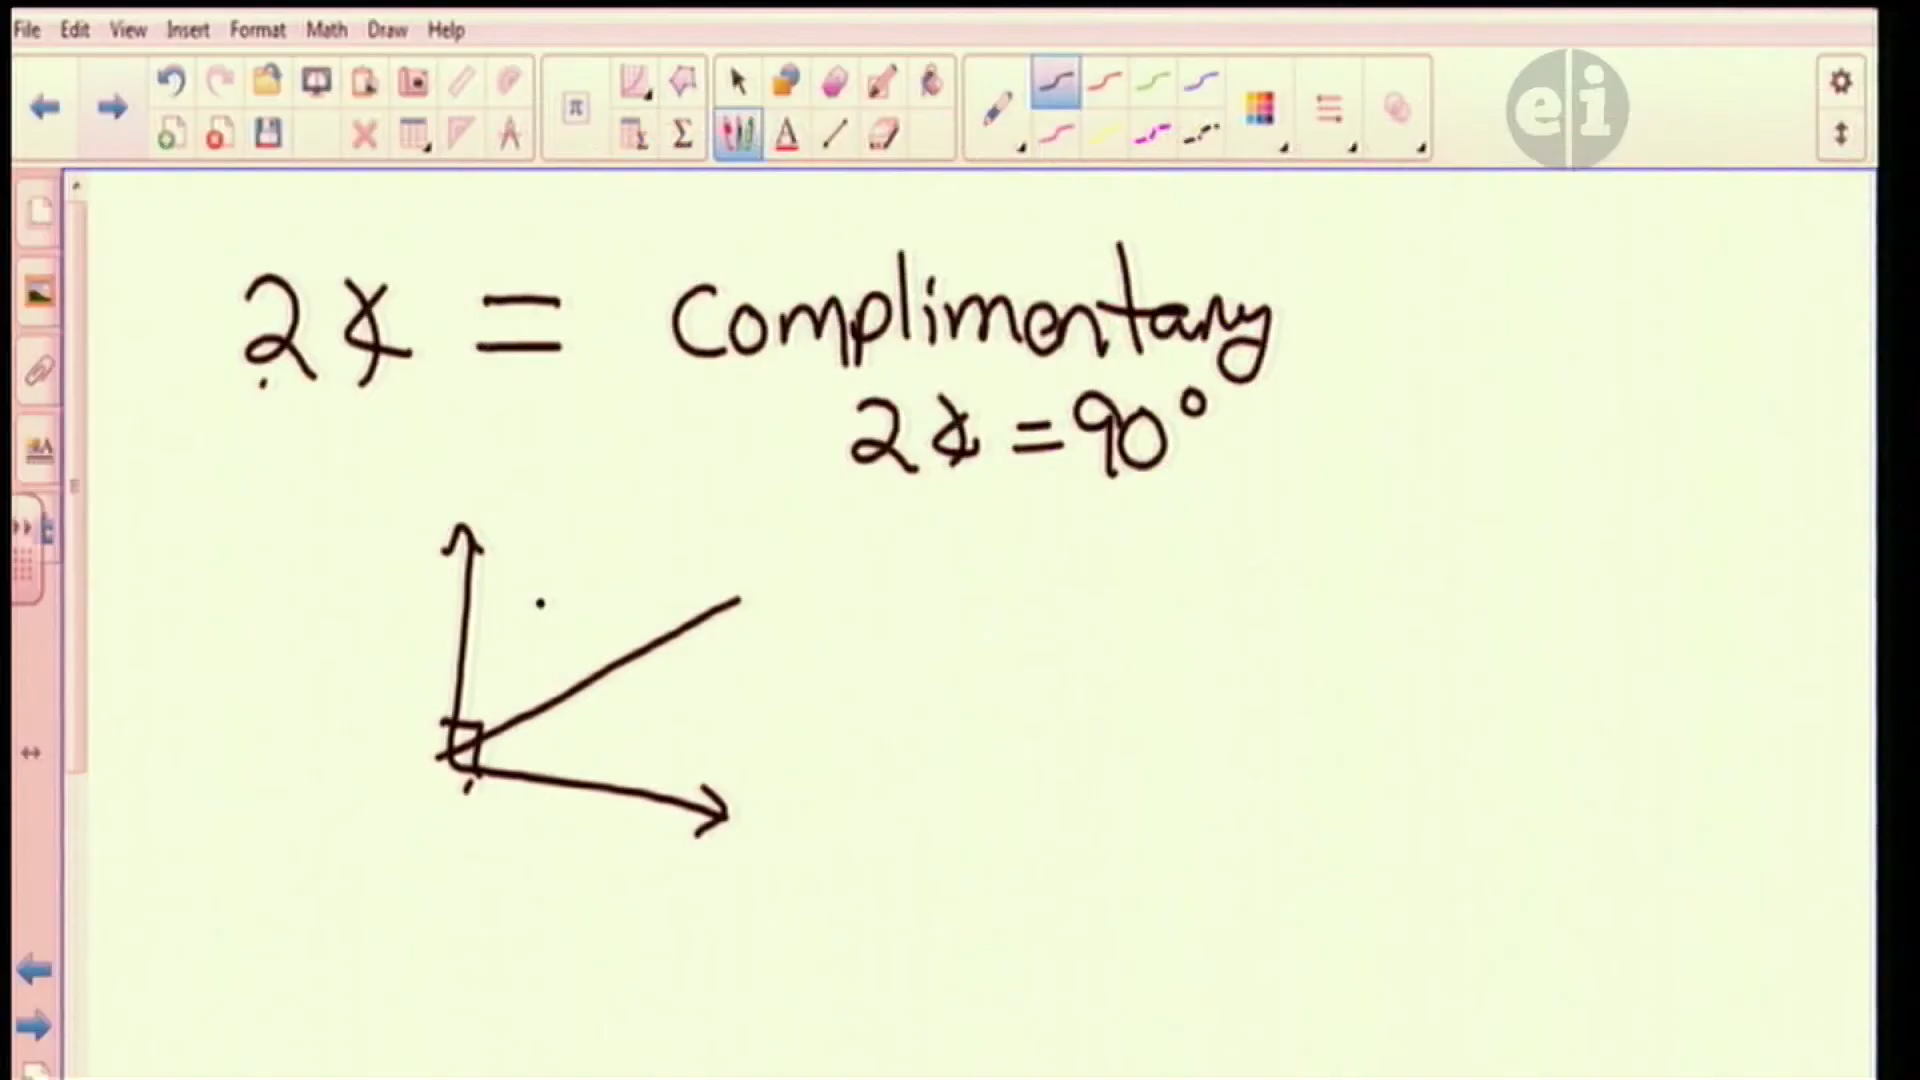 File Edit View Insert Format Math Draw Help
ei
2∡ = Complimentary
2∡ = 90°